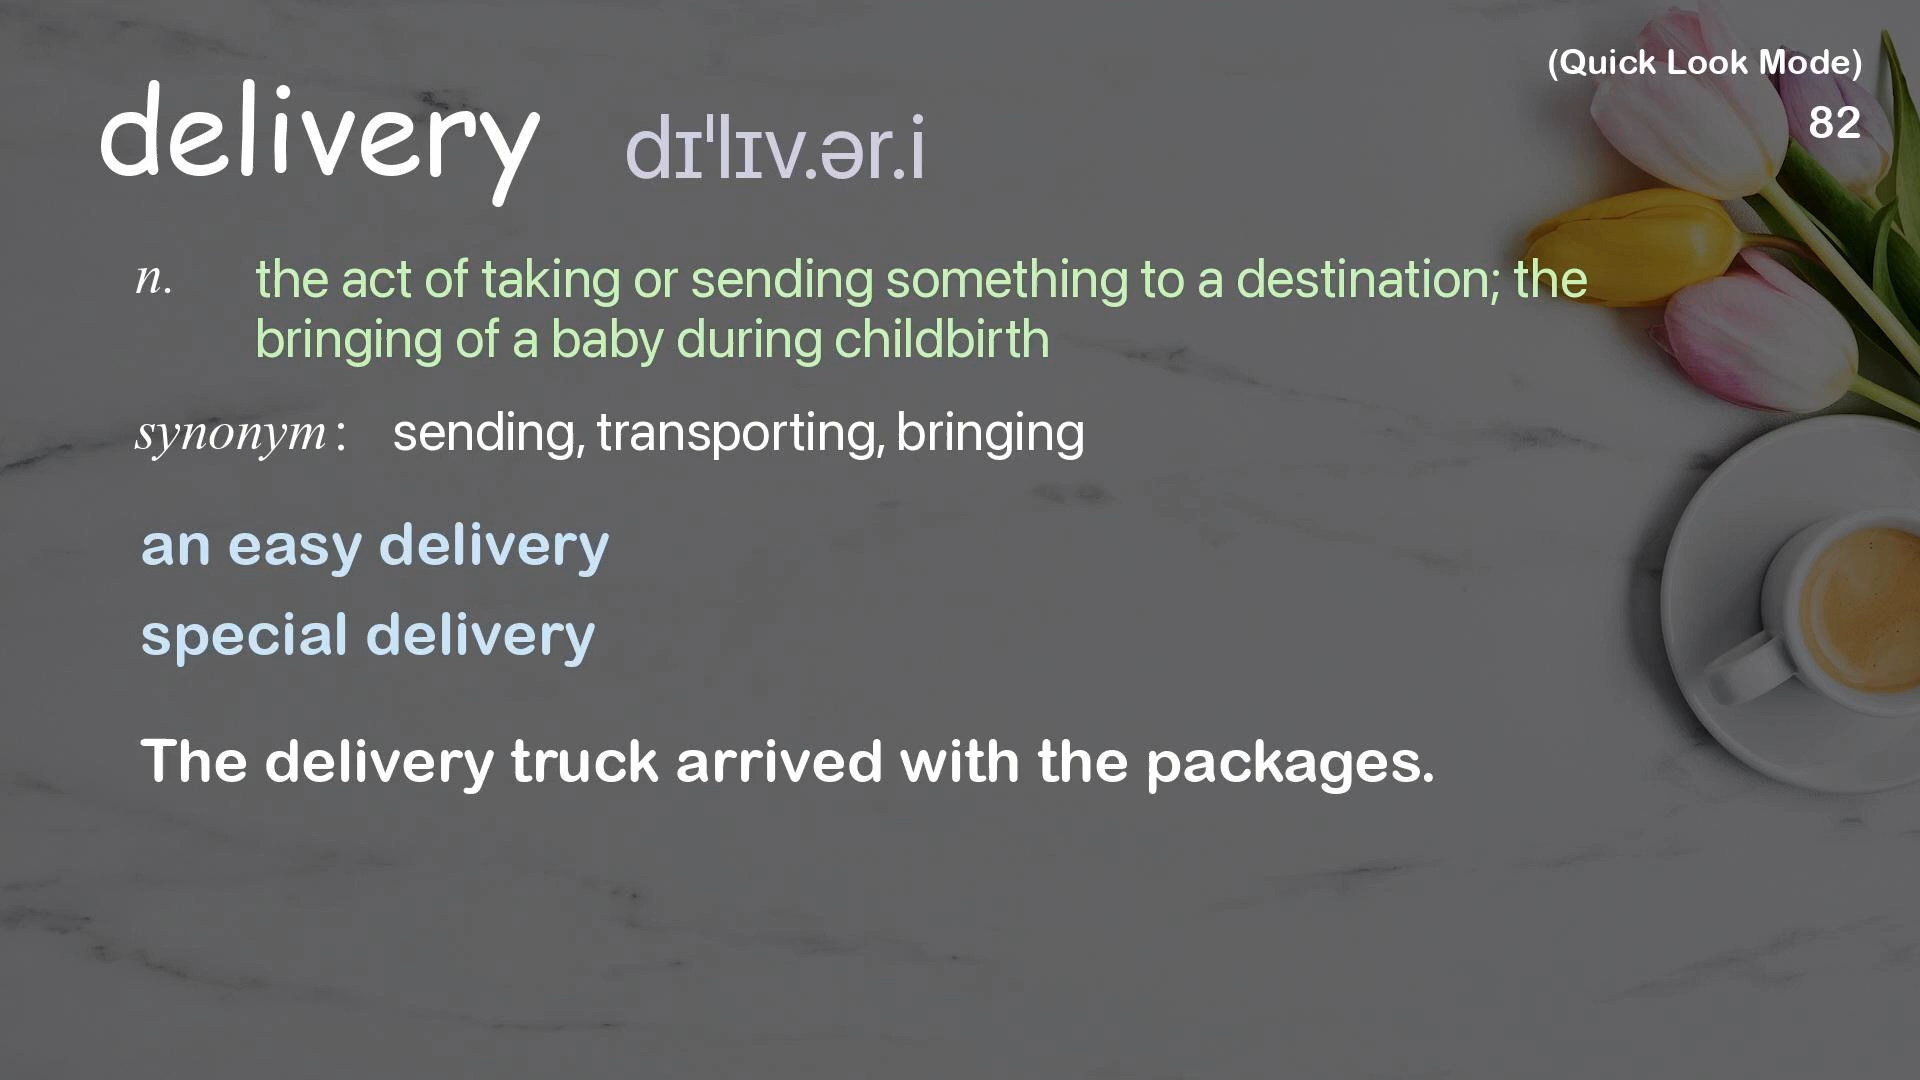 (Quick Look Mode)
82
delivery dɪˈlɪv.ər.i
n. the act of taking or sending something to a destination; the
bringing of a baby during childbirth
synonym: sending, transporting, bringing
an easy delivery
special delivery
The delivery truck arrived with the packages.